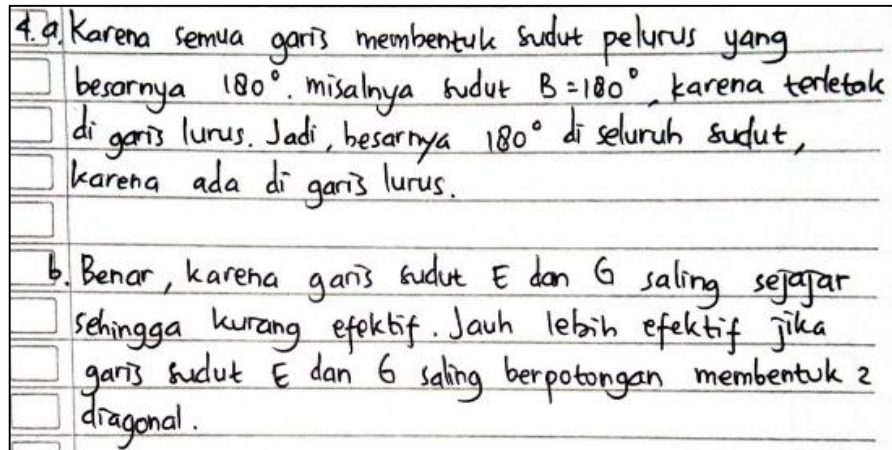 4. a. Karena semua garis membentuk sudut pelurus yang
besarnya 180°. misalnya sudut B = 180°, karena terletak
di garis lurus. Jadi, besarnya 180° di seluruh sudut,
karena ada di garis lurus.
b. Benar, karena garis sudut E dan G saling sejajar
sehingga kurang efektif. Jauh lebih efektif jika
garis sudut E dan G saling berpotongan membentuk 2
diagonal.